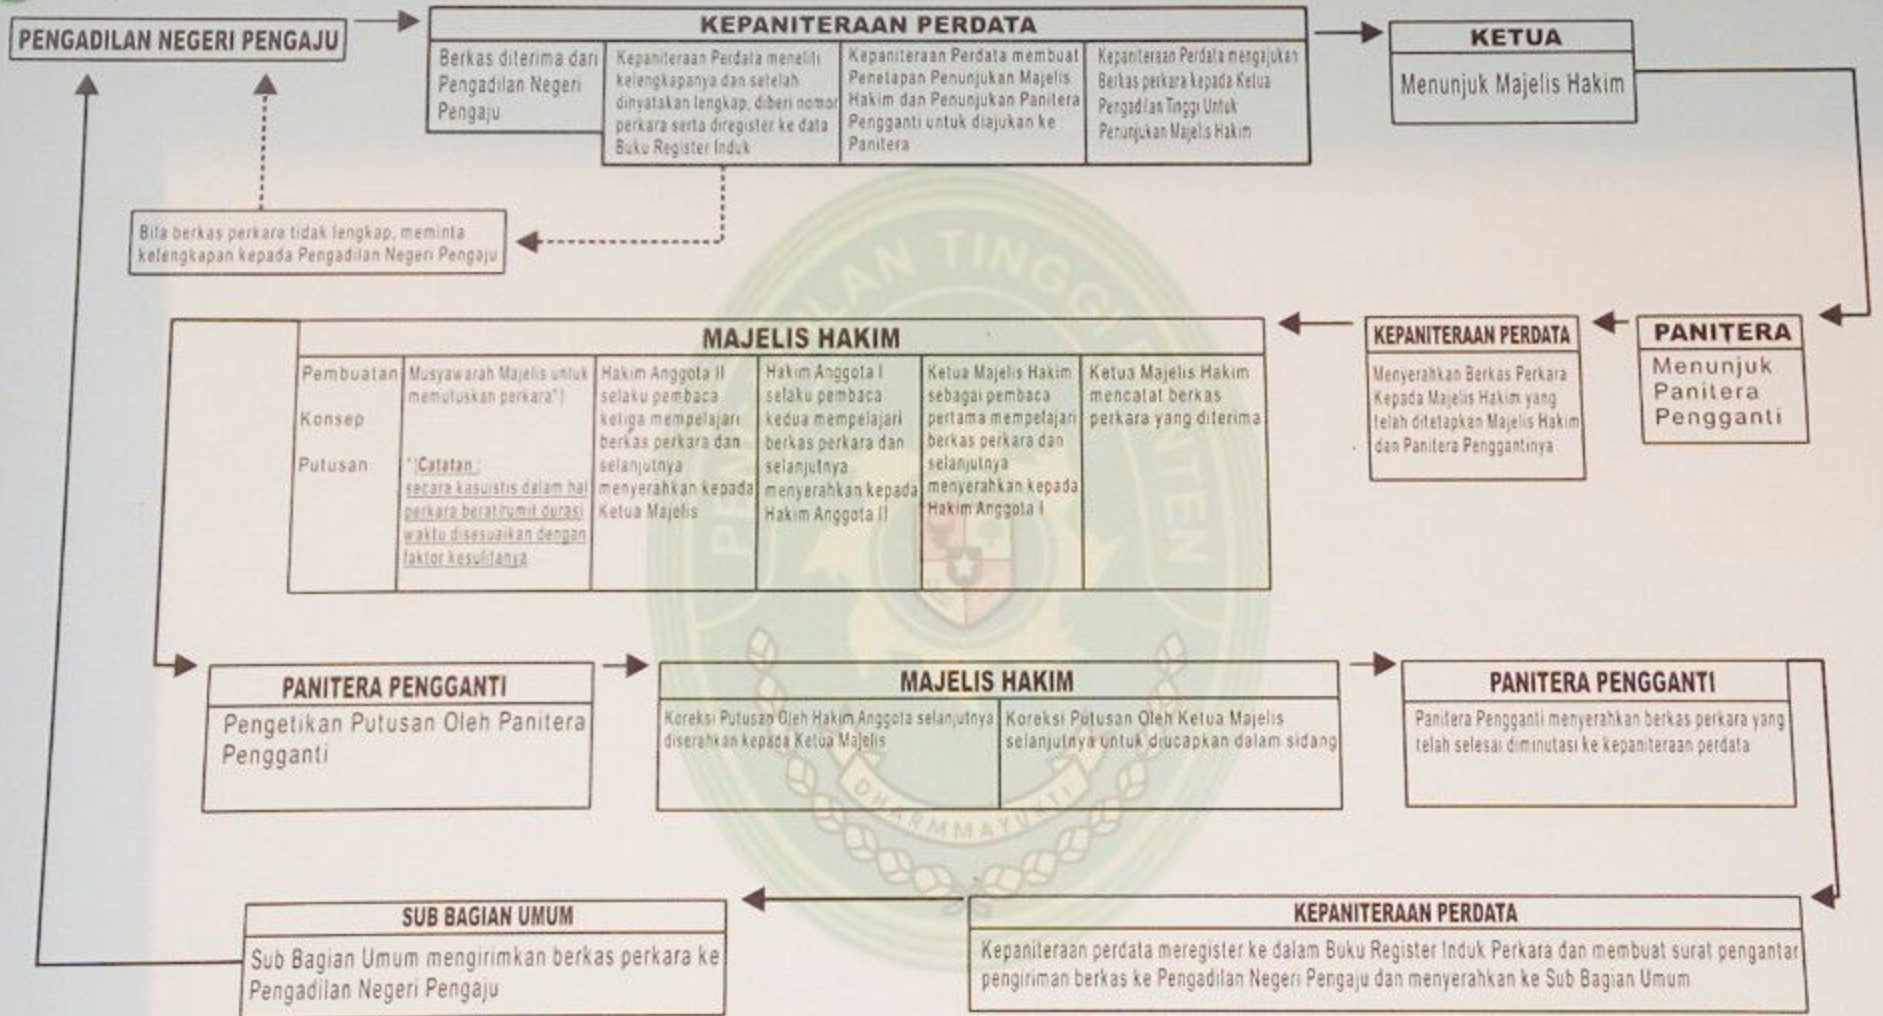 PENGADILAN NEGERI PENGAJU
KEPANITERAAN PERDATA
Berkas diterima dari
Pengadilan Negeri
Pengaju
Kepaniteraan Perdata meneliti
kelengkapanya dan setelah
dinyatakan lengkap, diberi nomor
perkara serta diregister ke data
Buku Register Induk
Kepaniteraan Perdata membuat
Penetapan Penunjukan Majelis
Hakim dan Penunjukan Panitera
Pengganti untuk diajukan ke
Panitera
Kepaniteraan Perdata mengajukan
Berkas perkara kepada Ketua
Pengadilan Tinggi Untuk
Penunjukan Majelis Hakim
KETUA
Menunjuk Majelis Hakim
Bila berkas perkara tidak lengkap, meminta
kelengkapan kepada Pengadilan Negeri Pengaju
PANITERA
Menunjuk
Panitera
Pengganti
KEPANITERAAN PERDATA
Menyerahkan Berkas Perkara
Kepada Majelis Hakim yang
telah ditetapkan Majelis Hakim
dan Panitera Penggantinya
MAJELIS HAKIM
Pembuatan
Konsep
Putusan
Musyawarah Majelis untuk
memutuskan perkara*)
*)Catatan :
secara kasuistis dalam hal
perkara berat/rumit durasi
waktu disesuaikan dengan
faktor kesulitanya
Hakim Anggota II
selaku pembaca
ketiga mempelajari
berkas perkara dan
selanjutnya
menyerahkan kepada
Ketua Majelis
Hakim Anggota I
selaku pembaca
kedua mempelajari
berkas perkara dan
selanjutnya
menyerahkan kepada
Hakim Anggota II
Ketua Majelis Hakim
sebagai pembaca
pertama mempelajari
berkas perkara dan
selanjutnya
menyerahkan kepada
Hakim Anggota I
Ketua Majelis Hakim
mencatat berkas
perkara yang diterima
PANITERA PENGGANTI
Pengetikan Putusan Oleh Panitera
Pengganti
MAJELIS HAKIM
Koreksi Putusan Oleh Hakim Anggota selanjutnya
diserahkan kepada Ketua Majelis
Koreksi Putusan Oleh Ketua Majelis
selanjutnya untuk diucapkan dalam sidang
PANITERA PENGGANTI
Panitera Pengganti menyerahkan berkas perkara yang
telah selesai diminutasi ke kepaniteraan perdata
KEPANITERAAN PERDATA
Kepaniteraan perdata meregister ke dalam Buku Register Induk Perkara dan membuat surat pengantar
pengiriman berkas ke Pengadilan Negeri Pengaju dan menyerahkan ke Sub Bagian Umum
SUB BAGIAN UMUM
Sub Bagian Umum mengirimkan berkas perkara ke
Pengadilan Negeri Pengaju
PENGADILAN TINGGI BANTEN
DHARMMAYUKTI